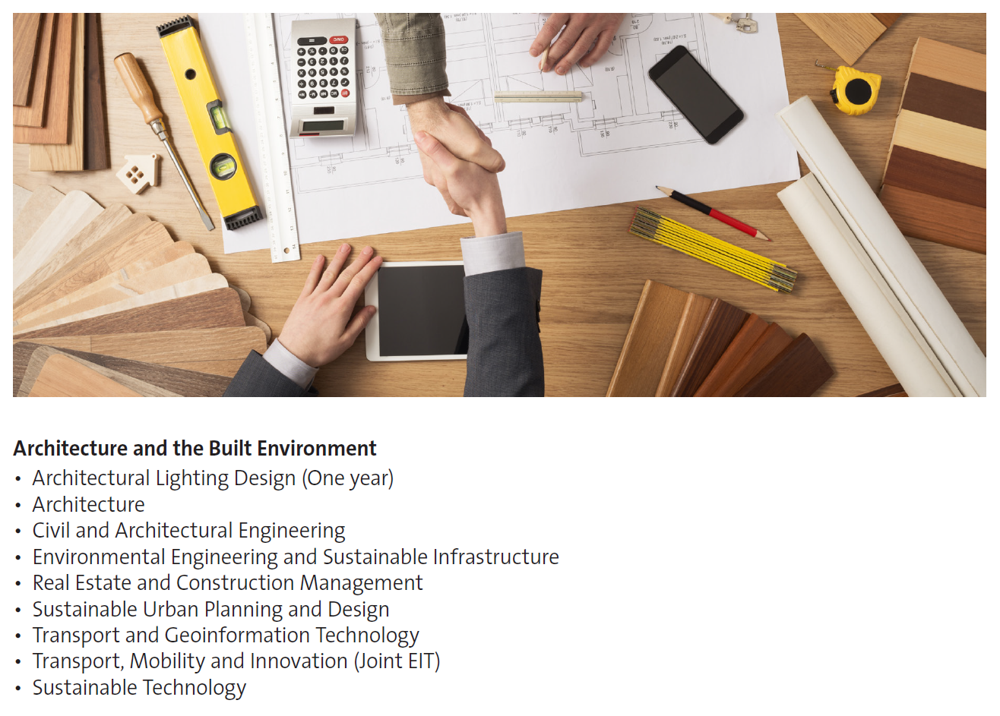 Architecture and the Built Environment
• Architectural Lighting Design (One year)
• Architecture
• Civil and Architectural Engineering
• Environmental Engineering and Sustainable Infrastructure
• Real Estate and Construction Management
• Sustainable Urban Planning and Design
• Transport and Geoinformation Technology
• Transport, Mobility and Innovation (Joint EIT)
• Sustainable Technology